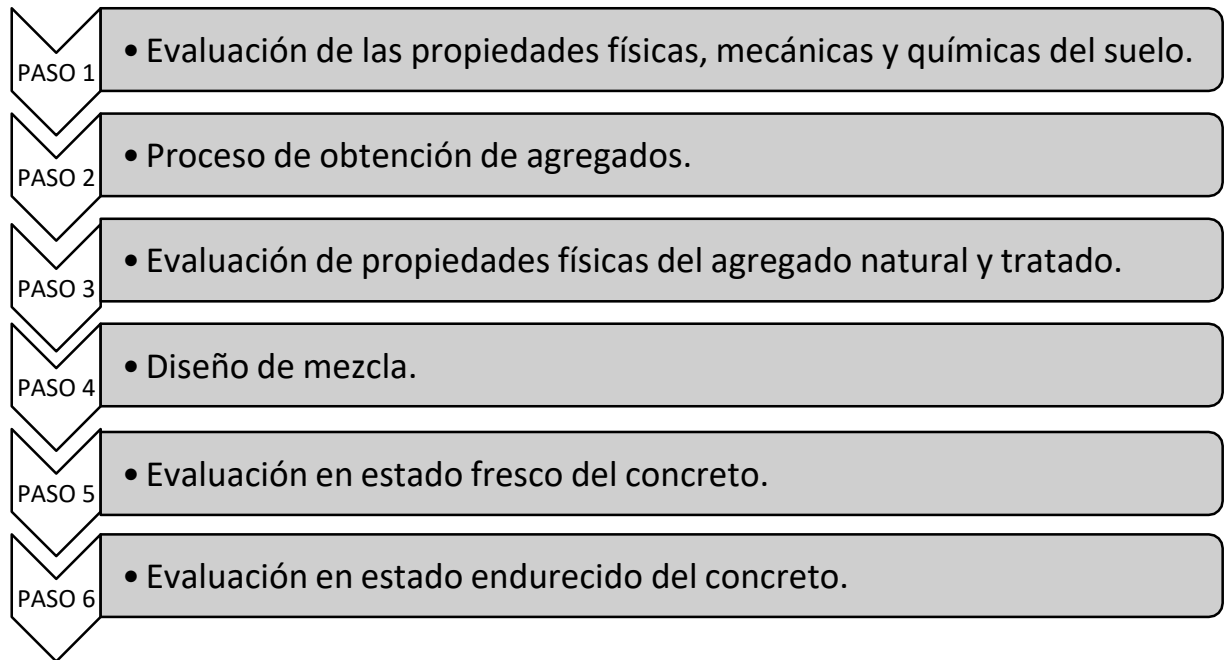 PASO 1
• Evaluación de las propiedades físicas, mecánicas y químicas del suelo.
PASO 2
• Proceso de obtención de agregados.
PASO 3
• Evaluación de propiedades físicas del agregado natural y tratado.
PASO 4
• Diseño de mezcla.
PASO 5
• Evaluación en estado fresco del concreto.
PASO 6
• Evaluación en estado endurecido del concreto.